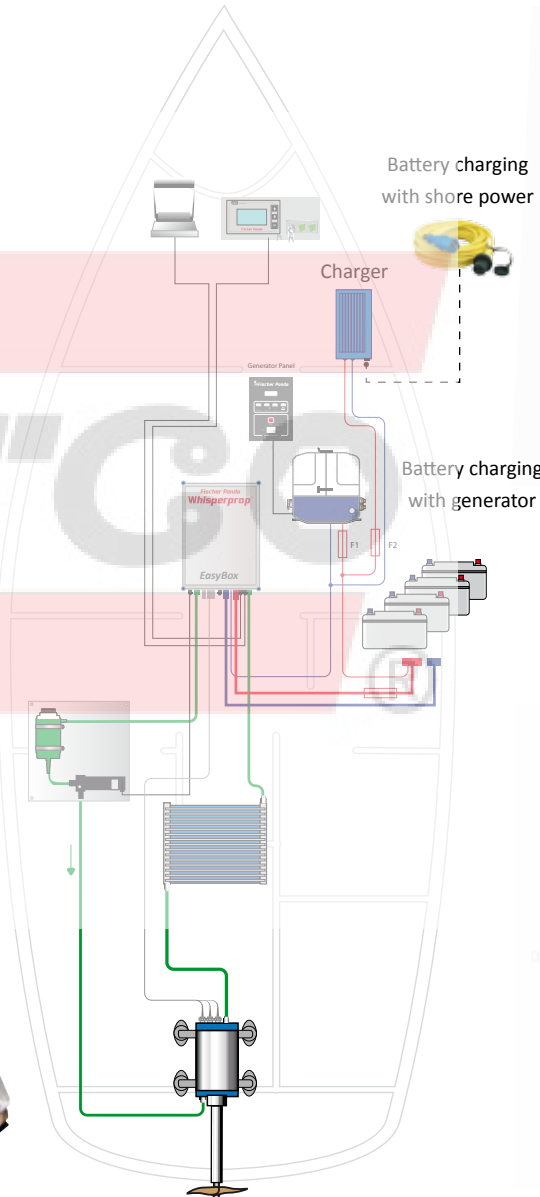 Battery charging
with shore power
Charger
Generator Panel
Fischer Panda
Battery charging
with generator
Fischer Panda
Whisperprop
F1
F2
EasyBox
®